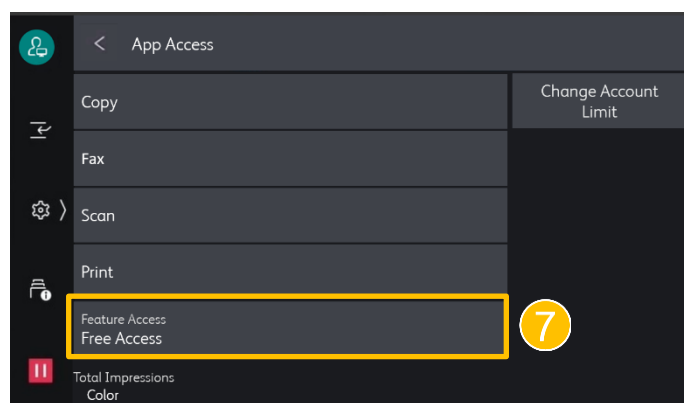 App Access
Copy
Change Account
Limit
Fax
Scan
Print
Feature Access
Free Access
7
Total Impressions
Color